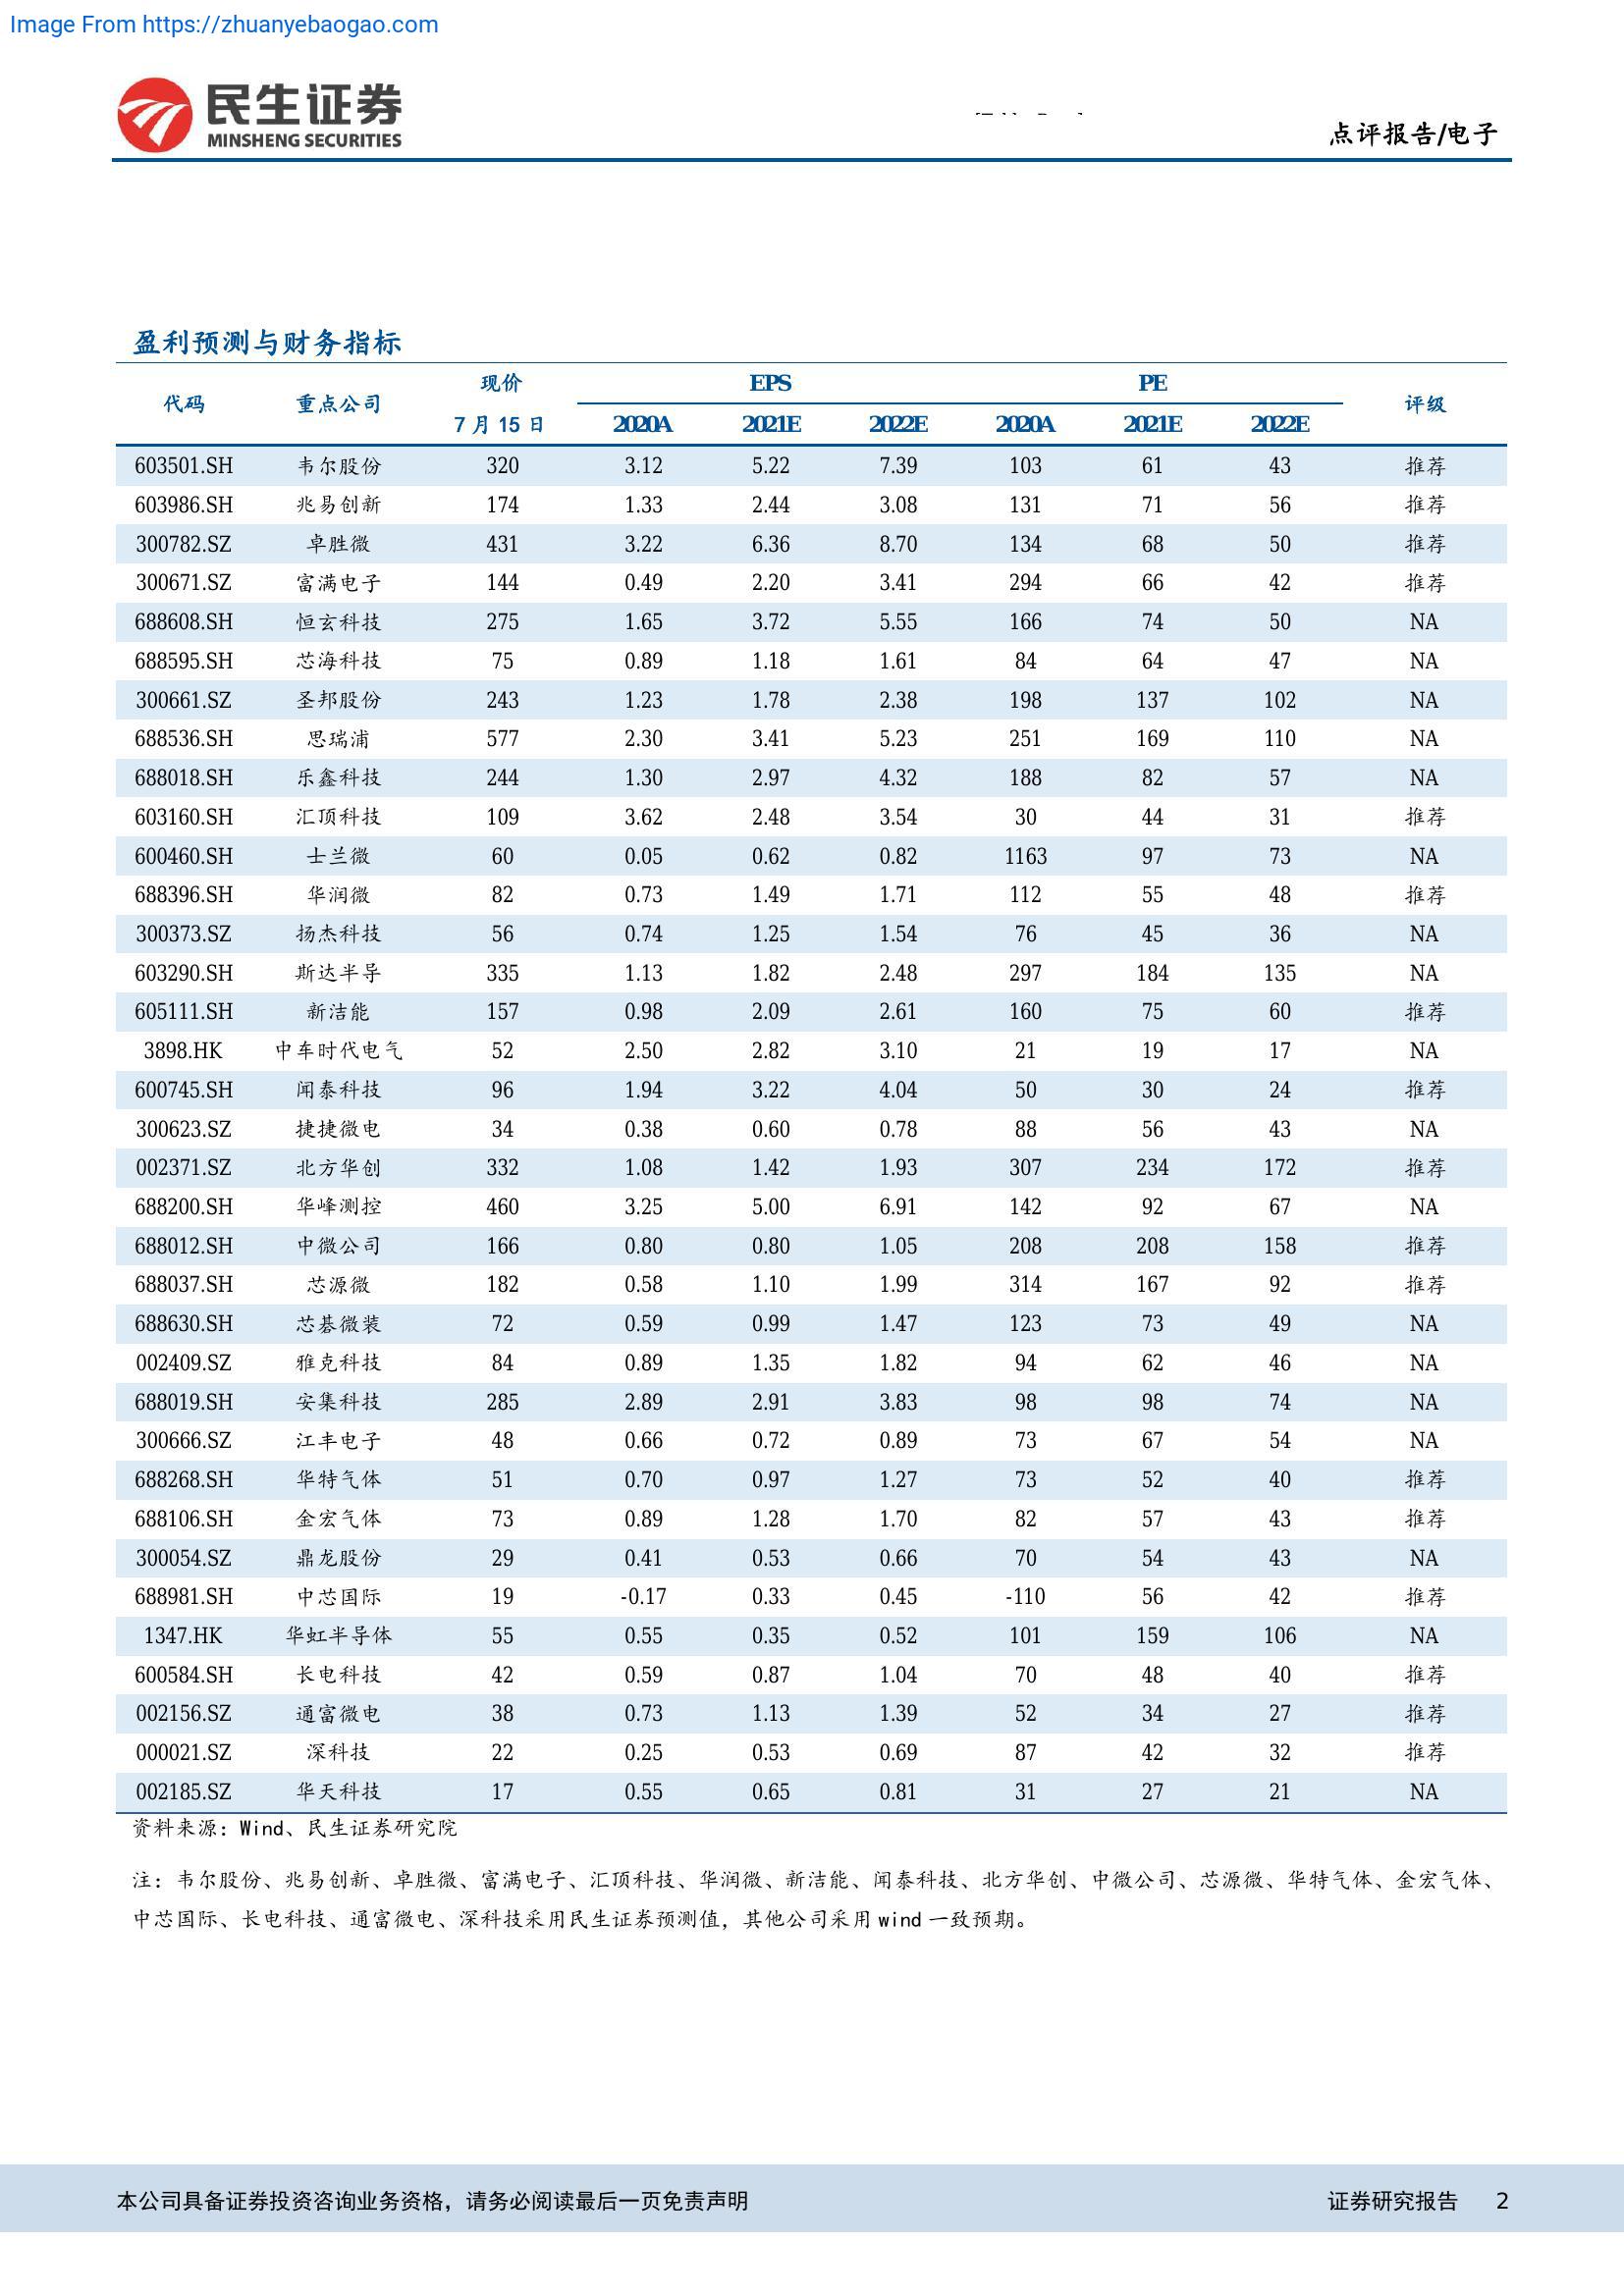 Image From https://zhuanyebaogao.com
民生证券
MINSHENG SECURITIES
点评报告/电子
盈利预测与财务指标
代码 重点公司 现价 EPS PE 评级
7 月 15 日 2020A 2021E 2022E 2020A 2021E 2022E
603501.SH 韦尔股份 320 3.12 5.22 7.39 103 61 43 推荐
603986.SH 兆易创新 174 1.33 2.44 3.08 131 71 56 推荐
300782.SZ 卓胜微 431 3.22 6.36 8.70 134 68 50 推荐
300671.SZ 富满电子 144 0.49 2.20 3.41 294 66 42 推荐
688608.SH 恒玄科技 275 1.65 3.72 5.55 166 74 50 NA
688595.SH 芯海科技 75 0.89 1.18 1.61 84 64 47 NA
300661.SZ 圣邦股份 243 1.23 1.78 2.38 198 137 102 NA
688536.SH 思瑞浦 577 2.30 3.41 5.23 251 169 110 NA
688018.SH 乐鑫科技 244 1.30 2.97 4.32 188 82 57 NA
603160.SH 汇顶科技 109 3.62 2.48 3.54 30 44 31 推荐
600460.SH 士兰微 60 0.05 0.62 0.82 1163 97 73 NA
688396.SH 华润微 82 0.73 1.49 1.71 112 55 48 推荐
300373.SZ 扬杰科技 56 0.74 1.25 1.54 76 45 36 NA
603290.SH 斯达半导 335 1.13 1.82 2.48 297 184 135 NA
605111.SH 新洁能 157 0.98 2.09 2.61 160 75 60 推荐
3898.HK 中车时代电气 52 2.50 2.82 3.10 21 19 17 NA
600745.SH 闻泰科技 96 1.94 3.22 4.04 50 30 24 推荐
300623.SZ 捷捷微电 34 0.38 0.60 0.78 88 56 43 NA
002371.SZ 北方华创 332 1.08 1.42 1.93 307 234 172 推荐
688200.SH 华峰测控 460 3.25 5.00 6.91 142 92 67 NA
688012.SH 中微公司 166 0.80 0.80 1.05 208 208 158 推荐
688037.SH 芯源微 182 0.58 1.10 1.99 314 167 92 推荐
688630.SH 芯碁微装 72 0.59 0.99 1.47 123 73 49 NA
002409.SZ 雅克科技 84 0.89 1.35 1.82 94 62 46 NA
688019.SH 安集科技 285 2.89 2.91 3.83 98 98 74 NA
300666.SZ 江丰电子 48 0.66 0.72 0.89 73 67 54 NA
688268.SH 华特气体 51 0.70 0.97 1.27 73 52 40 推荐
688106.SH 金宏气体 73 0.89 1.28 1.70 82 57 43 推荐
300054.SZ 鼎龙股份 29 0.41 0.53 0.66 70 54 43 NA
688981.SH 中芯国际 19 -0.17 0.33 0.45 -110 56 42 推荐
1347.HK 华虹半导体 55 0.55 0.35 0.52 101 159 106 NA
600584.SH 长电科技 42 0.59 0.87 1.04 70 48 40 推荐
002156.SZ 通富微电 38 0.73 1.13 1.39 52 34 27 推荐
000021.SZ 深科技 22 0.25 0.53 0.69 87 42 32 推荐
002185.SZ 华天科技 17 0.55 0.65 0.81 31 27 21 NA
资料来源：Wind、民生证券研究院
注：韦尔股份、兆易创新、卓胜微、富满电子、汇顶科技、华润微、新洁能、闻泰科技、北方华创、中微公司、芯源微、华特气体、金宏气体、
中芯国际、长电科技、通富微电、深科技采用民生证券预测值，其他公司采用 wind 一致预期。
本公司具备证券投资咨询业务资格，请务必阅读最后一页免责声明 证券研究报告 2